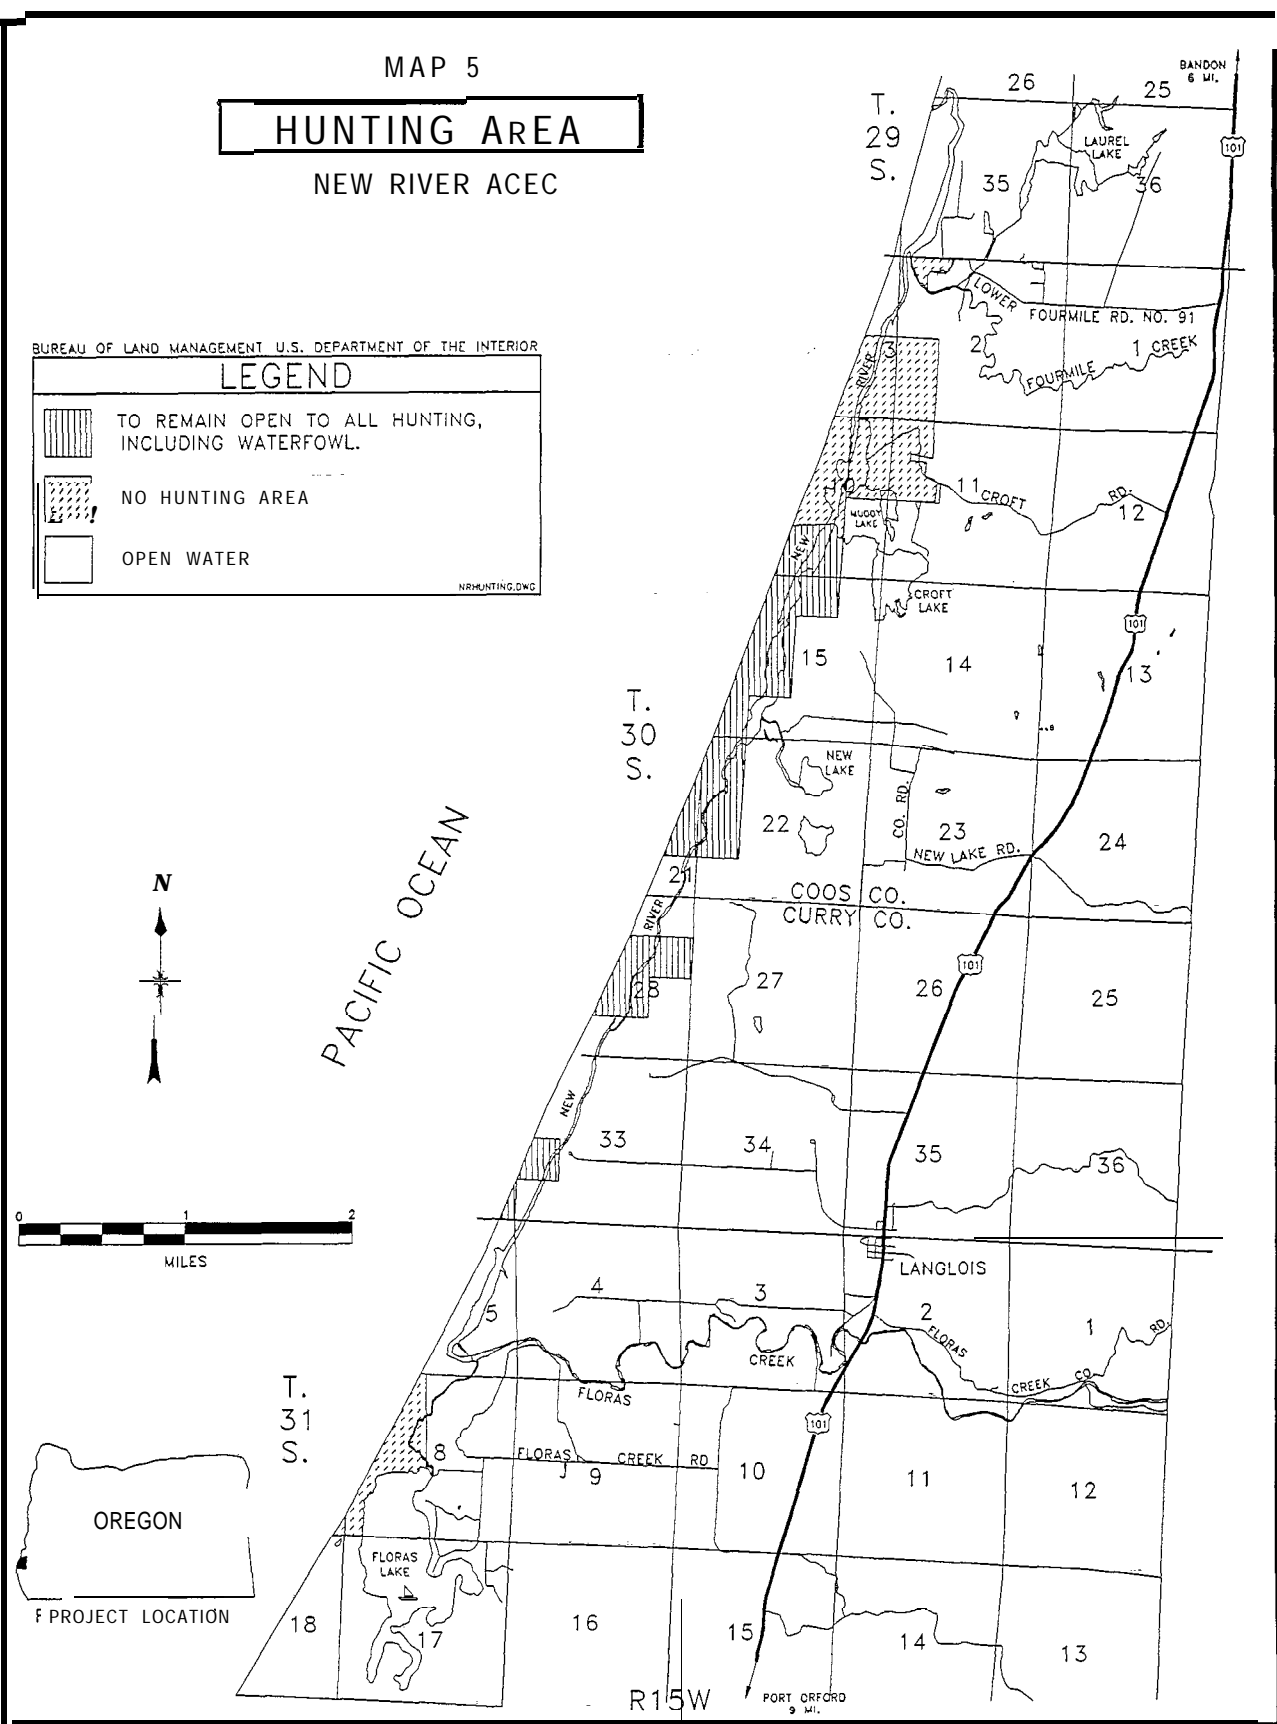 MAP 5
HUNTING AREA
NEW RIVER ACEC
BUREAU OF LAND MANAGEMENT U.S. DEPARTMENT OF THE INTERIOR
LEGEND
TO REMAIN OPEN TO ALL HUNTING,
INCLUDING WATERFOWL.
NO HUNTING AREA
OPEN WATER
NRHUNTING.DWG
BANDON
6 MI.
T.
29
S.
26
25
101
LAUREL
LAKE
35
36
LOWER
FOURMILE RD. NO. 91
3
2
1
CREEK
FOURMILE
RIVER
10
11
CROFT
RD.
12
MUDDY
LAKE
NEW
CROFT
LAKE
101
15
14
13
T.
30
S.
NEW
LAKE
CO. RD.
22
23
24
NEW LAKE RD.
21
COOS CO.
CURRY CO.
RIVER
PACIFIC OCEAN
N
28
27
26
101
25
NEW
33
34
35
36
0
1
2
MILES
LANGLOIS
5
4
3
2
1
FLORAS
RD.
CREEK
CREEK
CO.
FLORAS
T.
31
S.
101
8
FLORAS
CREEK RD
9
10
11
12
OREGON
PROJECT LOCATION
FLORAS
LAKE
18
17
16
15
14
13
R15W
PORT ORFORD
9 MI.